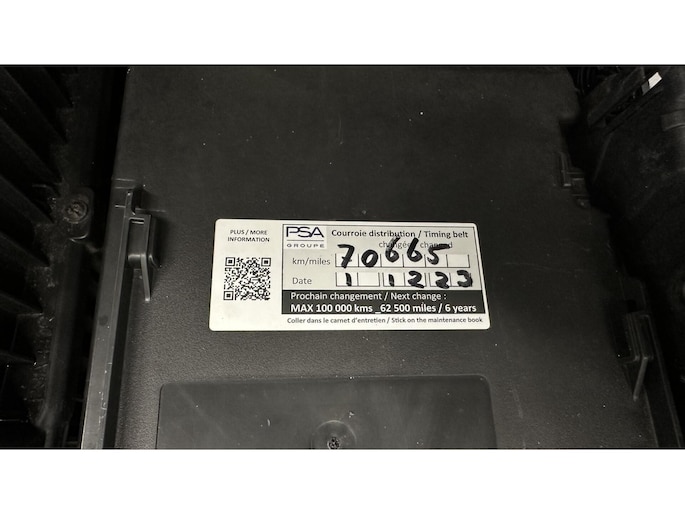 PLUS / MORE
INFORMATION
PSA
GROUPE
Courroie distribution / Timing belt
changée / changed
km/miles 70665
Date 1 1223
Prochain changement / Next change :
MAX 100 000 kms _62 500 miles / 6 years
Coller dans le carnet d'entretien / Stick on the maintenance book